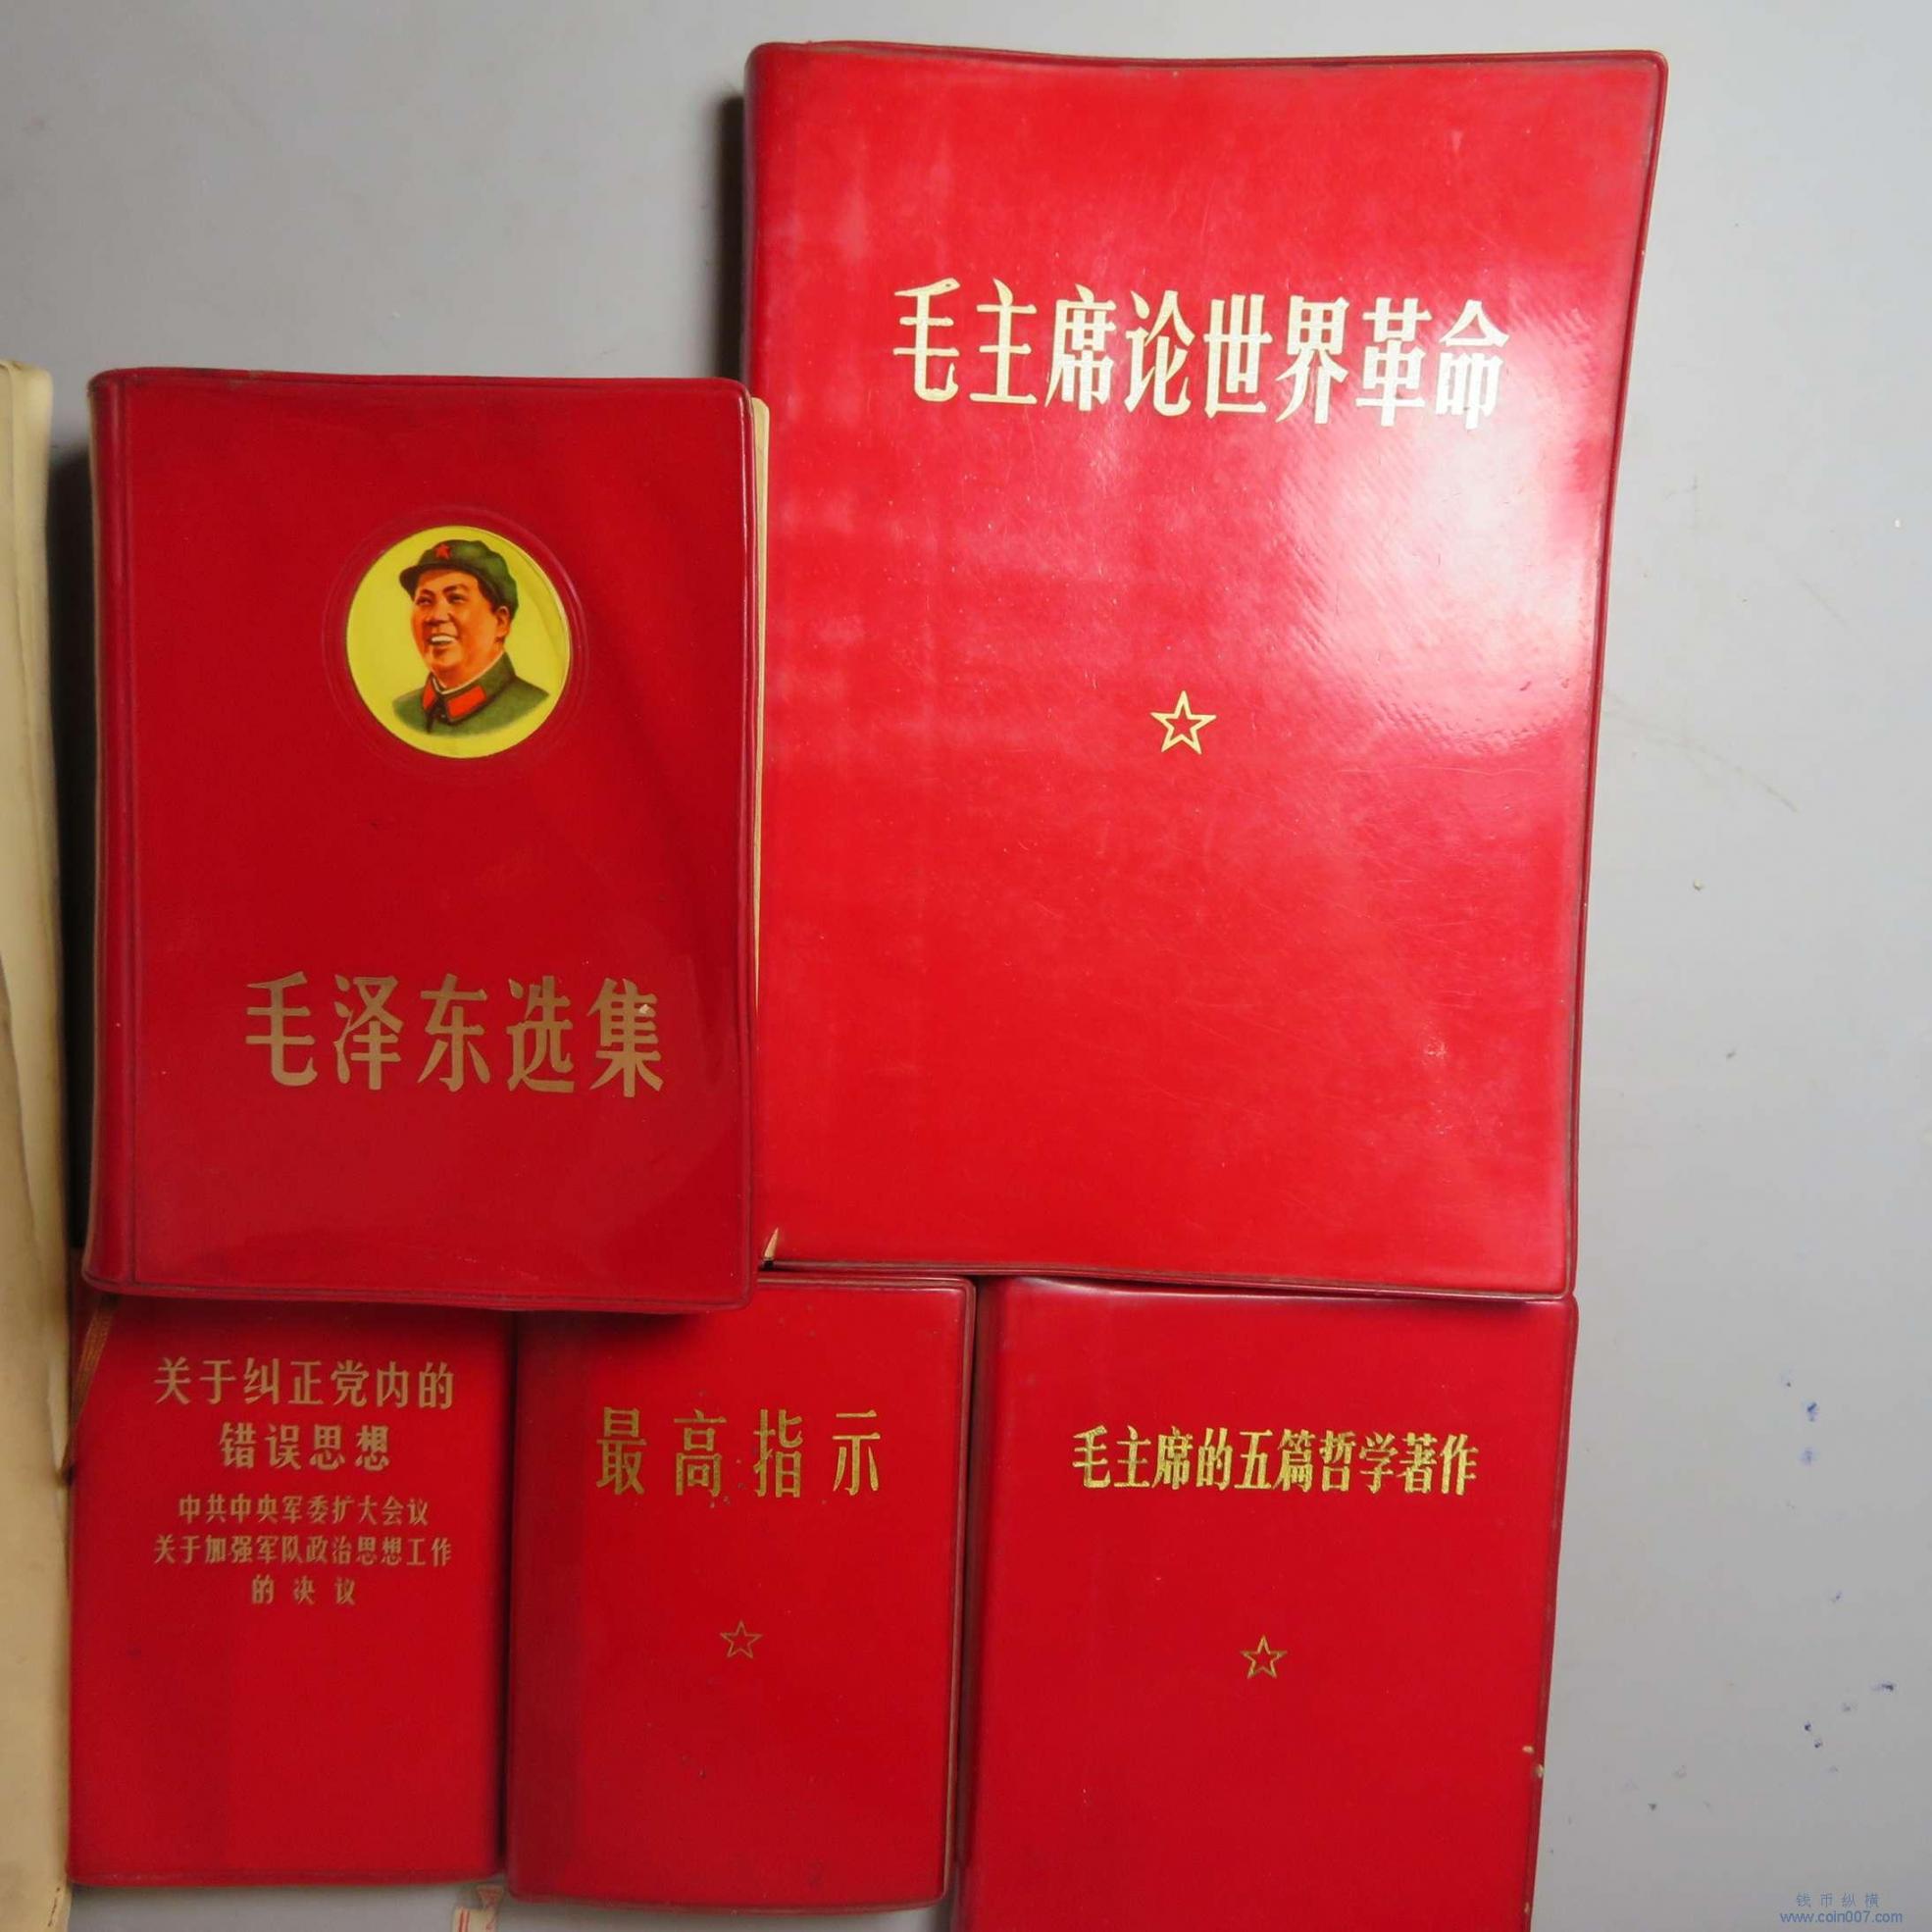 毛主席论世界革命
毛泽东选集
关于纠正党内的
错误思想
中共中央军委扩大会议
关于加强军队政治思想工作
的决议
最高指示
毛主席的五篇哲学著作
钱币纵横
www.coin007.com